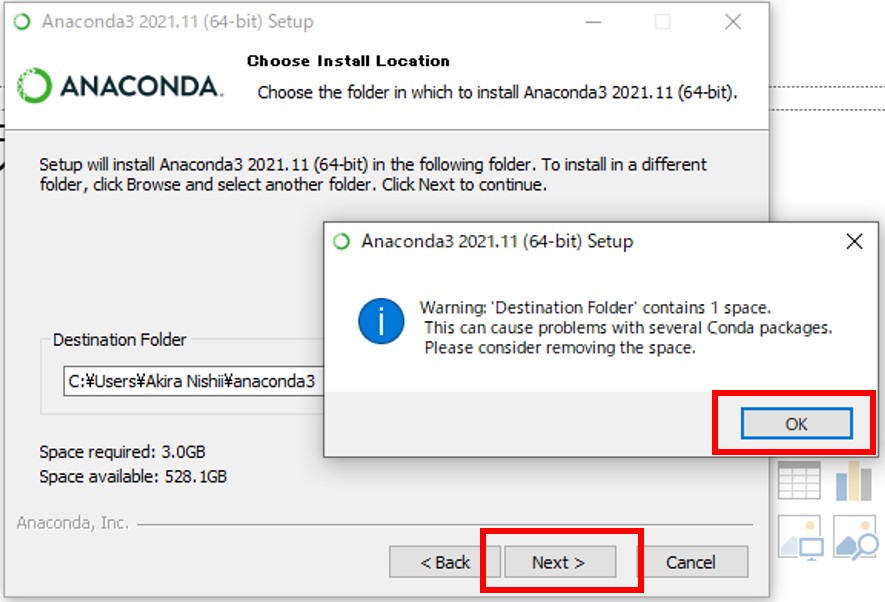 Anaconda3 2021.11 (64-bit) Setup
Choose Install Location
ANACONDA.
Choose the folder in which to install Anaconda3 2021.11 (64-bit).
Setup will install Anaconda3 2021.11 (64-bit) in the following folder. To install in a different
folder, click Browse and select another folder. Click Next to continue.
Anaconda3 2021.11 (64-bit) Setup
Warning: 'Destination Folder' contains 1 space.
This can cause problems with several Conda packages.
Please consider removing the space.
OK
Destination Folder
C:¥Users¥Akira Nishii¥anaconda3
Space required: 3.0GB
Space available: 528.1GB
Anaconda, Inc.
< Back
Next >
Cancel